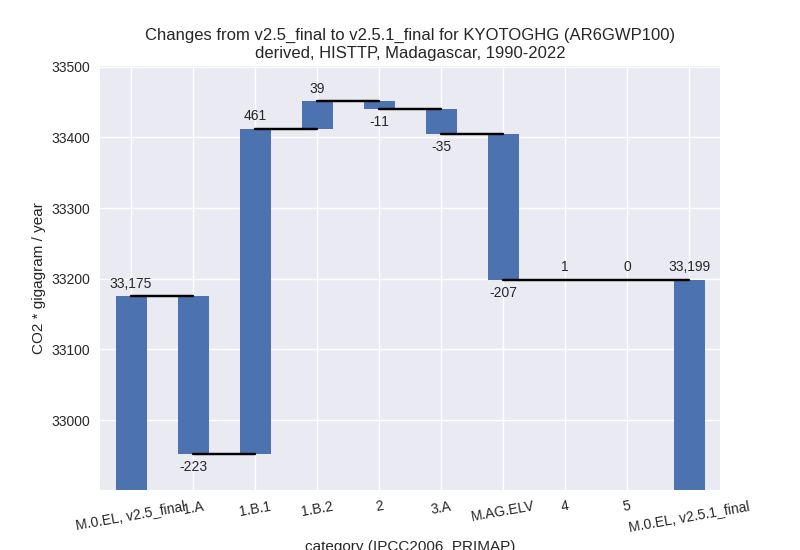 Changes from v2.5_final to v2.5.1_final for KYOTOGHG (AR6GWP100)
derived, HISTTP, Madagascar, 1990-2022
33500
33400
33300
33200
33100
33000
CO2 * gigagram / year
33,175
-223
461
39
-11
-35
-207
1
0
33,199
M.0.EL, v2.5_final
1.A
1.B.1
1.B.2
2
3.A
M.AG.ELV
4
5
M.0.EL, v2.5.1_final
category (IPCC2006_PRIMAP)